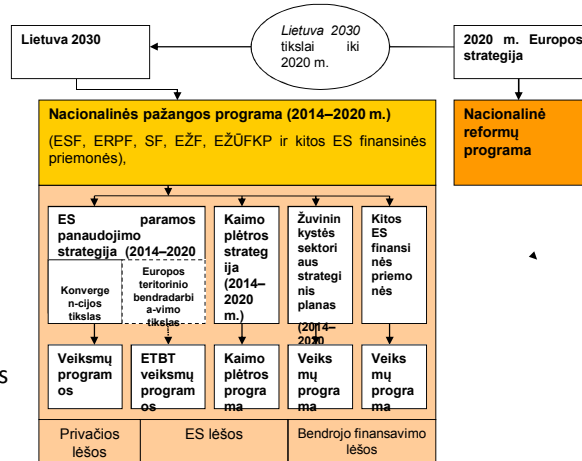 Lietuva 2030
Lietuva 2030
tikslai iki
2020 m.
2020 m. Europos
strategija
Nacionalinės pažangos programa (2014–2020 m.)
(ESF, ERPF, SF, EŽF, EŽŪFKP ir kitos ES finansinės
priemonės),
Nacionalinė
reformų
programa
ES paramos
panaudojimo
strategija (2014–2020
Konverge
n-cijos
tikslas
Europos
teritorinio
bendradarbi
a-vimo
tikslas
Kaimo
plėtros
strateg
ija
(2014–
2020
m.)
Žuvinin
kystės
sektori
aus
strategi
nis
planas
(2014–
2020
Kitos
ES
finansi
nės
priemo
nės
Veiksmų
program
os
ETBT
veiksmų
program
os
Kaimo
plėtros
progra
ma
Veiks
mų
progra
ma
Veiks
mų
progra
ma
s
Privačios
lėšos
ES lėšos
Bendrojo finansavimo
lėšos